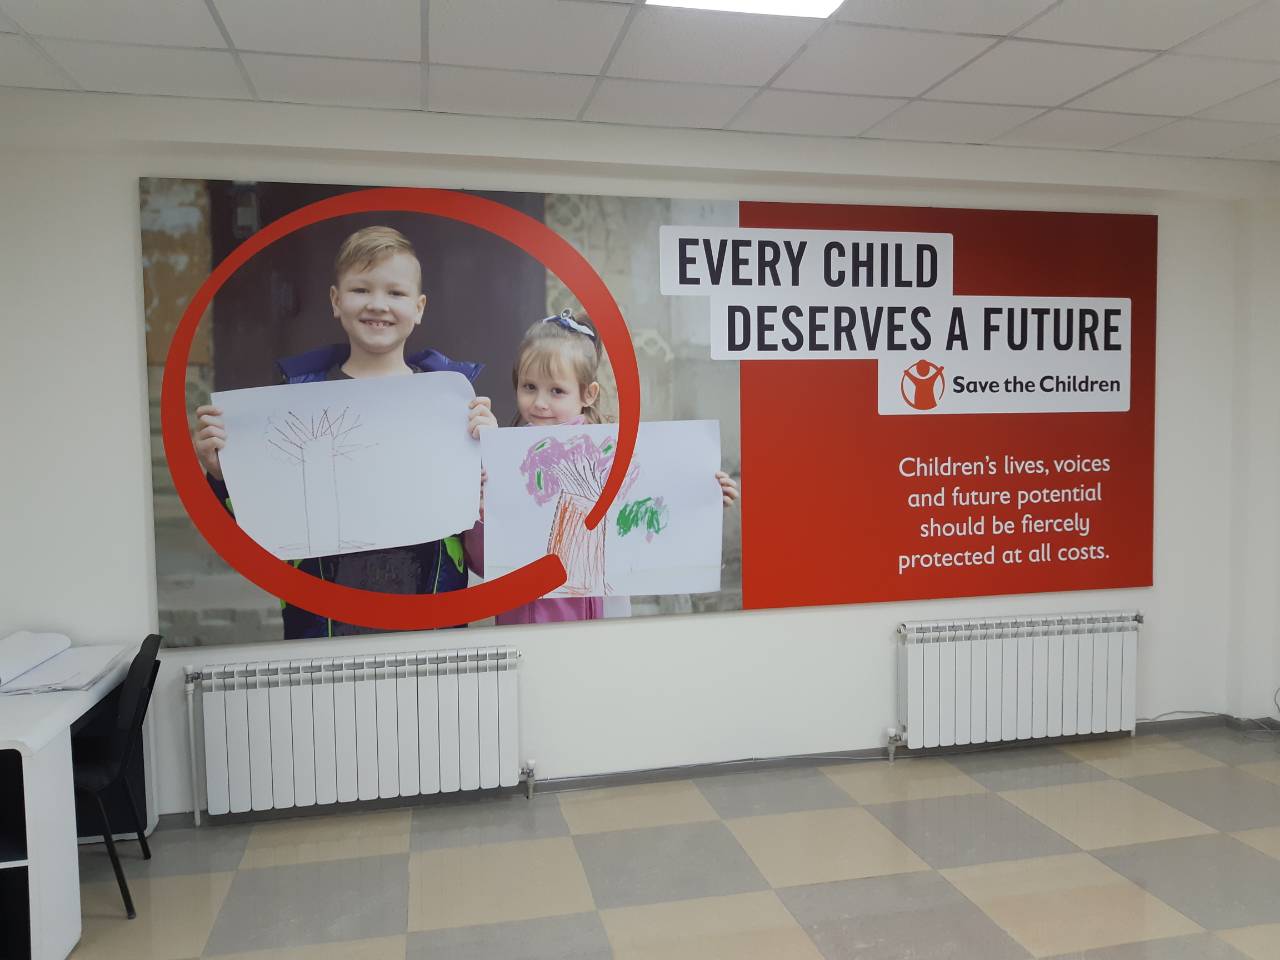 EVERY CHILD
DESERVES A FUTURE
Save the Children
Children's lives, voices
and future potential
should be fiercely
protected at all costs.